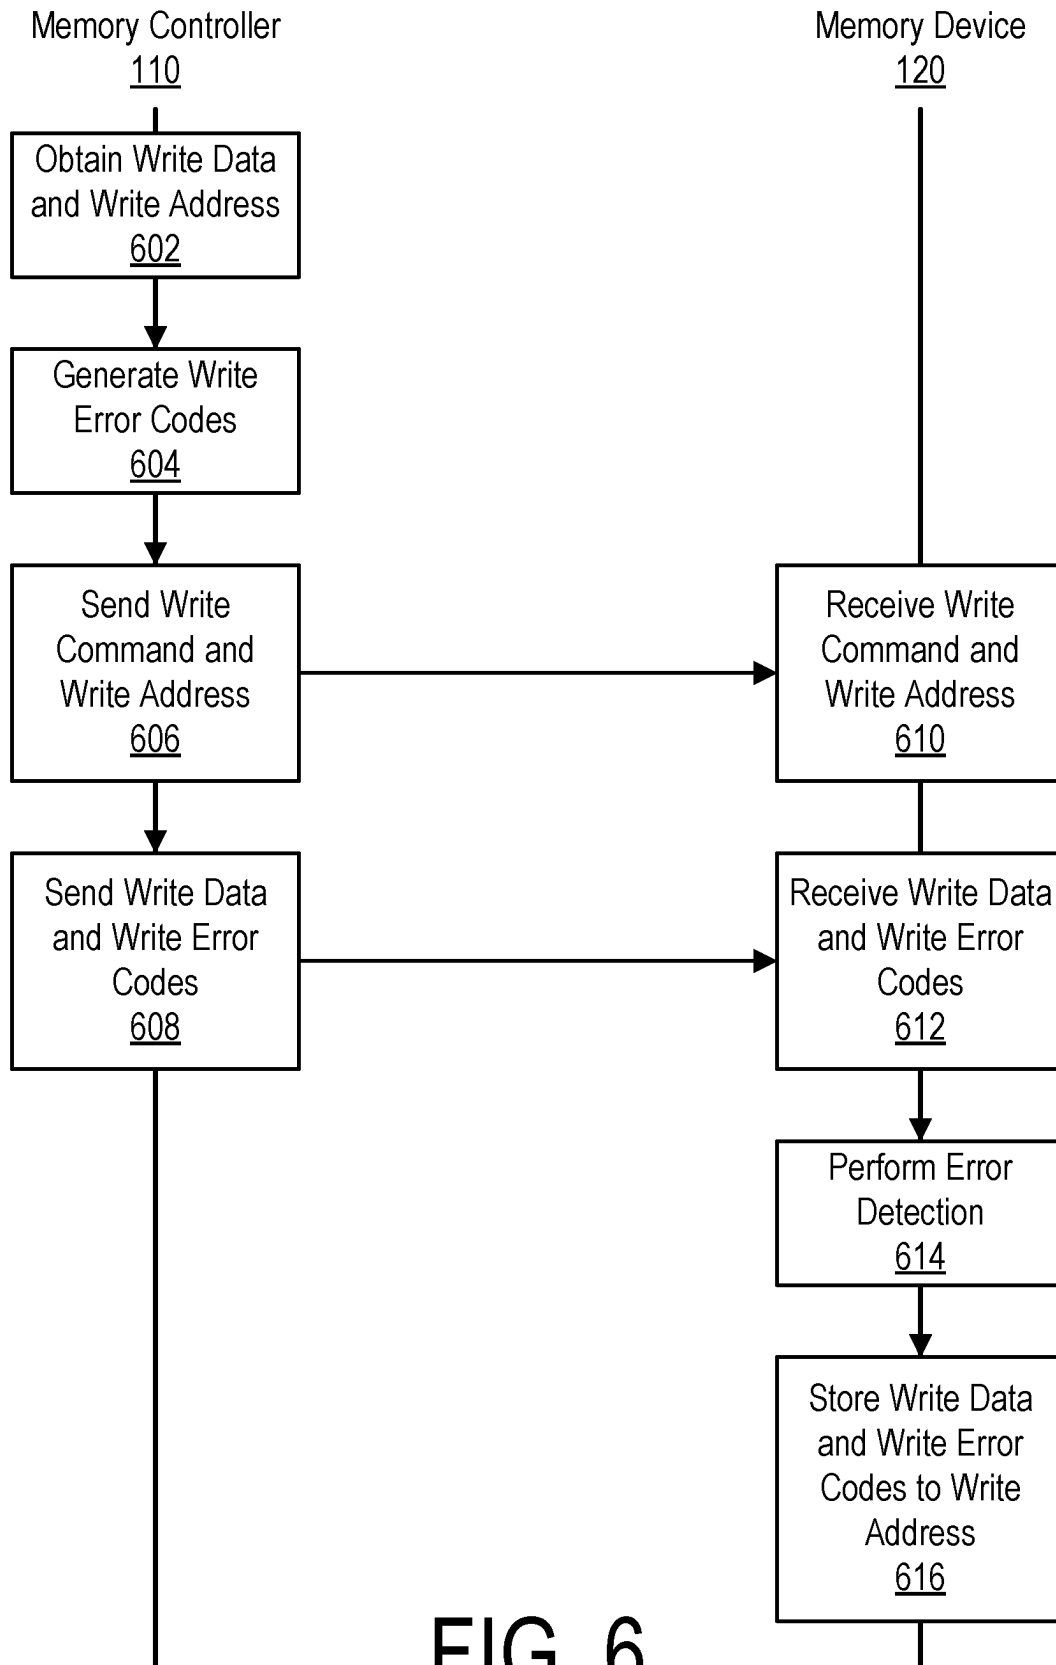 Memory Controller
110
Memory Device
120
Obtain Write Data
and Write Address
602
Generate Write
Error Codes
604
Send Write
Command and
Write Address
606
Receive Write
Command and
Write Address
610
Send Write Data
and Write Error
Codes
608
Receive Write Data
and Write Error
Codes
612
Perform Error
Detection
614
Store Write Data
and Write Error
Codes to Write
Address
616
FIG. 6